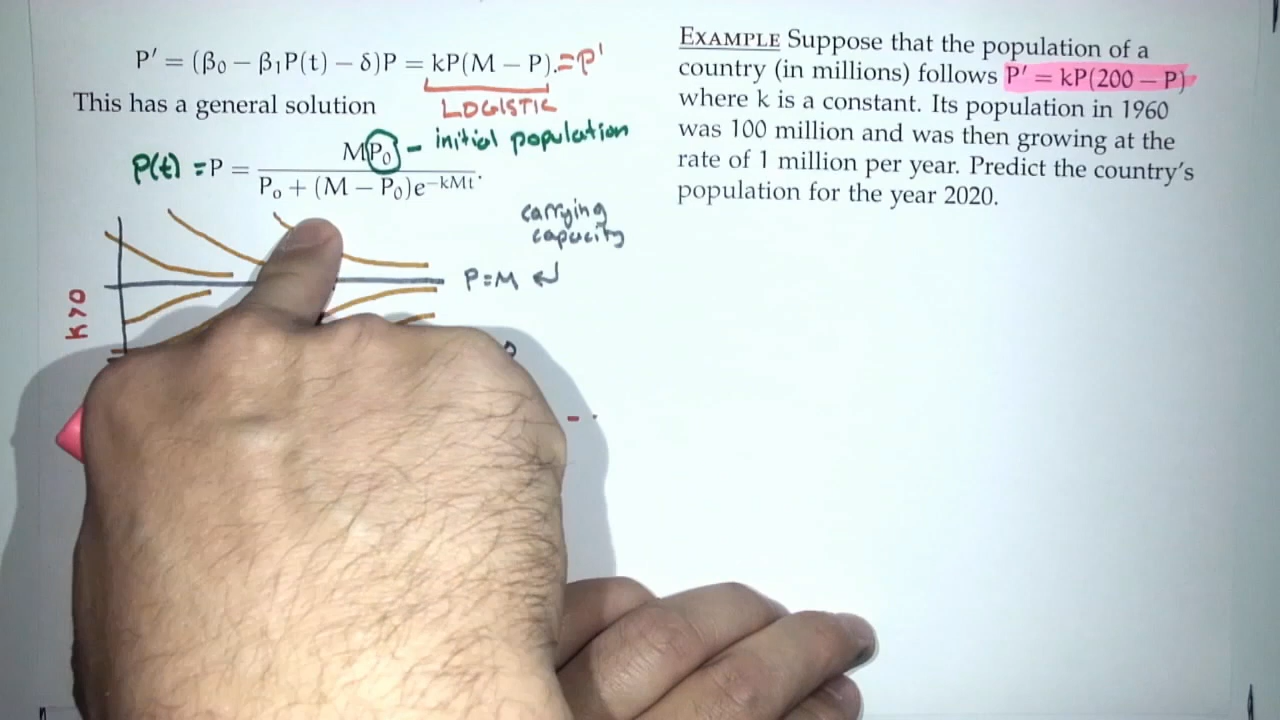 P′ = (β₀ − β₁P(t) − δ)P = kP(M − P). = P'
This has a general solution
LOGISTIC
P(t) = P = MP₀ / P₀ + (M − P₀)e^{−kMt}.
initial population
carrying
capacity
P = M
k > 0
EXAMPLE Suppose that the population of a
country (in millions) follows P′ = kP(200 − P)
where k is a constant. Its population in 1960
was 100 million and was then growing at the
rate of 1 million per year. Predict the country's
population for the year 2020.